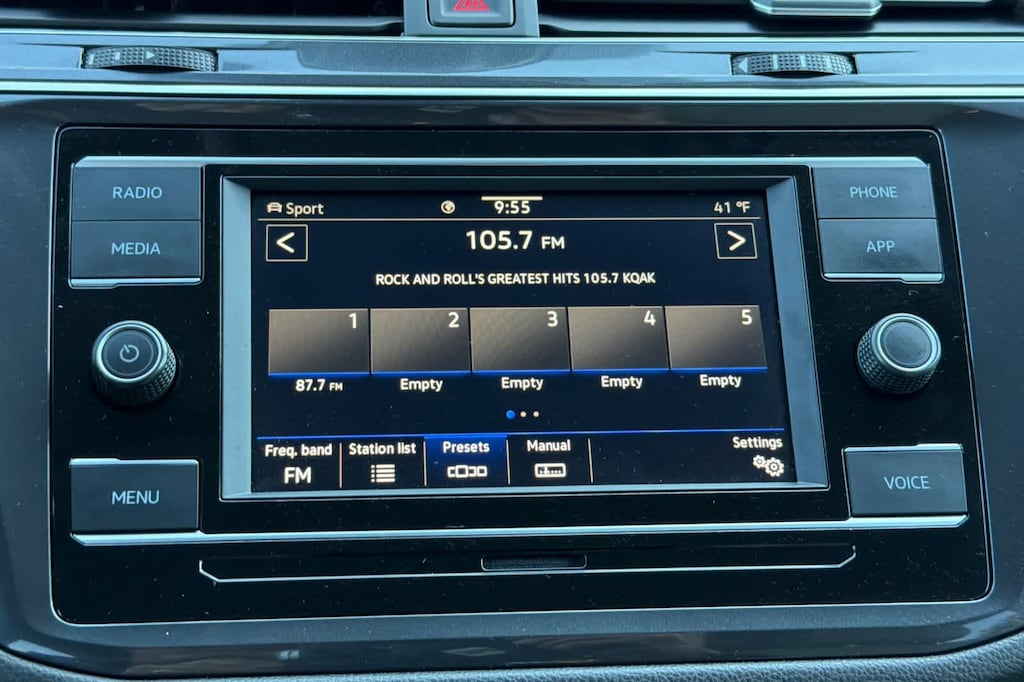 RADIO
MEDIA
MENU
Sport
9:55
41 °F
<
105.7 FM
>
ROCK AND ROLL'S GREATEST HITS 105.7 KQAK
1
2
3
4
5
87.7 FM
Empty
Empty
Empty
Empty
Freq. band
FM
Station list
Presets
Manual
Settings
PHONE
APP
VOICE